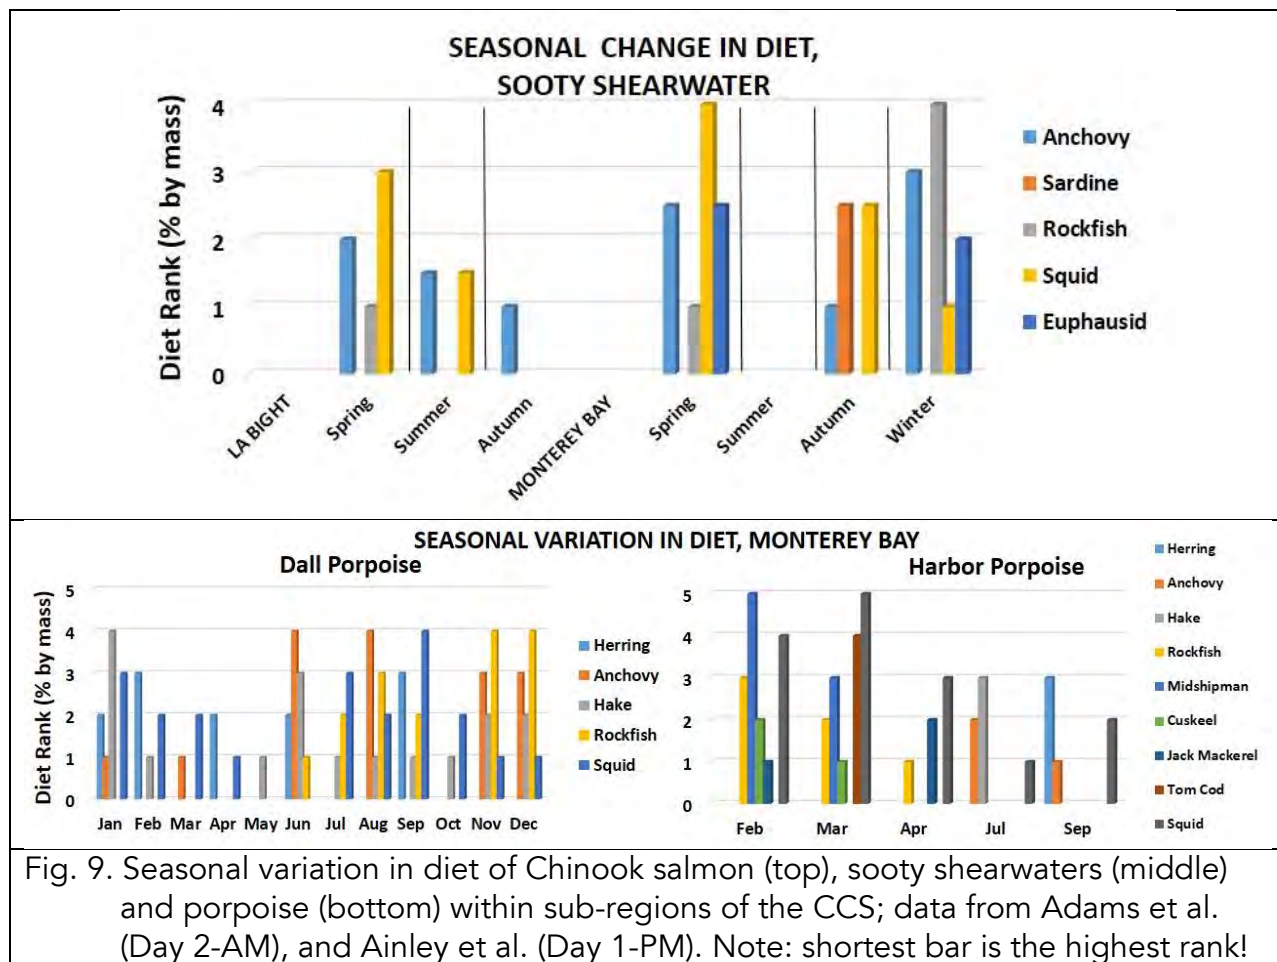 SEASONAL CHANGE IN DIET,
SOOTY SHEARWATER
Diet Rank (% by mass)
4
3
2
1
0
LA BIGHT
Spring
Summer
Autumn
MONTEREY BAY
Spring
Summer
Autumn
Winter
Anchovy
Sardine
Rockfish
Squid
Euphausid
SEASONAL VARIATION IN DIET, MONTEREY BAY
Dall Porpoise
Diet Rank (% by mass)
5
4
3
2
1
0
Jan Feb Mar Apr May Jun Jul Aug Sep Oct Nov Dec
Herring
Anchovy
Hake
Rockfish
Squid
Harbor Porpoise
5
4
3
2
1
0
Feb Mar Apr Jul Sep
Herring
Anchovy
Hake
Rockfish
Midshipman
Cuskeel
Jack Mackerel
Tom Cod
Squid
Fig. 9. Seasonal variation in diet of Chinook salmon (top), sooty shearwaters (middle)
and porpoise (bottom) within sub-regions of the CCS; data from Adams et al.
(Day 2-AM), and Ainley et al. (Day 1-PM). Note: shortest bar is the highest rank!